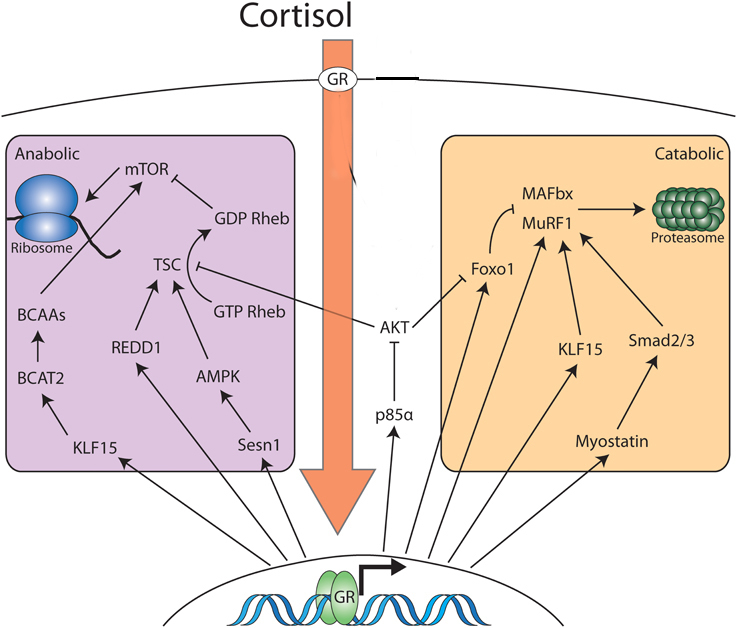 Cortisol
GR
Anabolic
mTOR
Ribosome
GDP Rheb
TSC
GTP Rheb
BCAAs
REDD1
BCAT2
AMPK
KLF15
Sesn1
AKT
p85α
Catabolic
MAFbx
MuRF1
Proteasome
Foxo1
KLF15
Smad2/3
Myostatin
GR